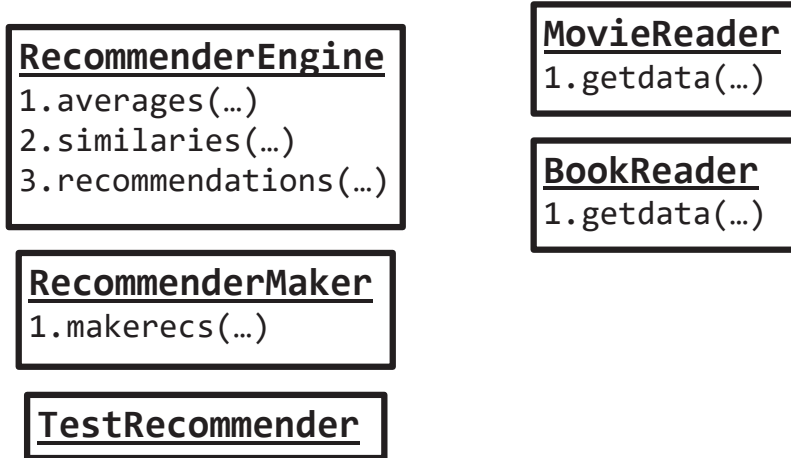 RecommenderEngine
1.averages(…)
2.similaries(…)
3.recommendations(…)
RecommenderMaker
1.makerecs(…)
TestRecommender
MovieReader
1.getdata(…)
BookReader
1.getdata(…)